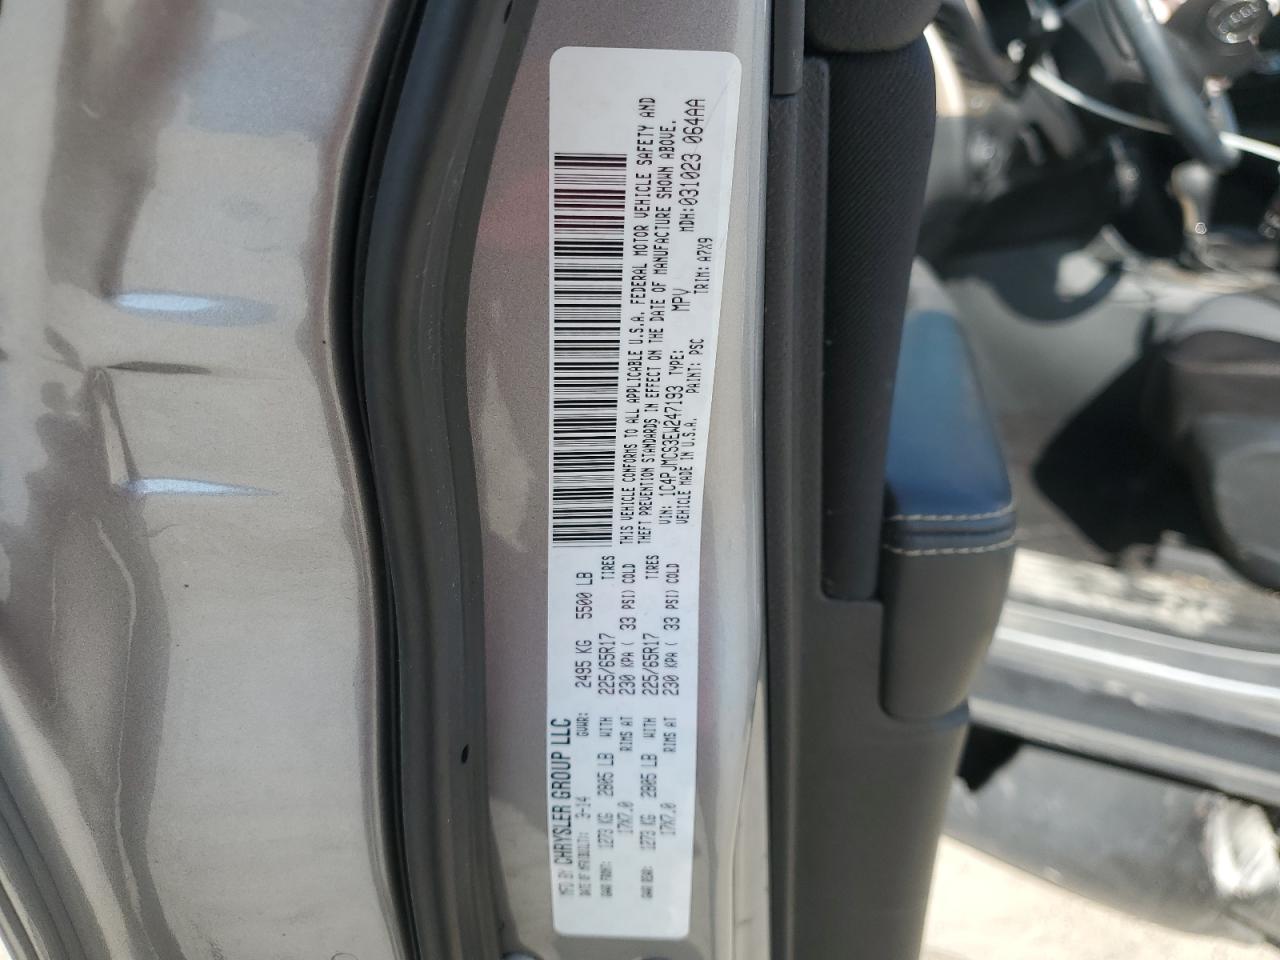 MFD BY CHRYSLER GROUP LLC
DATE OF MFR(BUILT): 3-14 GVWR: 2495 KG 5500 LB
GAWR FRONT: 1273 KG 2805 LB WITH 225/65R17 TIRES
17X7.0 RIMS AT 230 KPA ( 33 PSI) COLD
GAWR REAR: 1273 KG 2805 LB WITH 225/65R17 TIRES
17X7.0 RIMS AT 230 KPA ( 33 PSI) COLD
THIS VEHICLE CONFORMS TO ALL APPLICABLE U.S.A. FEDERAL MOTOR VEHICLE SAFETY AND
THEFT PREVENTION STANDARDS IN EFFECT ON THE DATE OF MANUFACTURE SHOWN ABOVE.
VIN: 1C4PJMCS3EW247193 TYPE: MPV MDH:031023 064AA
VEHICLE MADE IN U.S.A. PAINT: PSC TRIM: A7X9